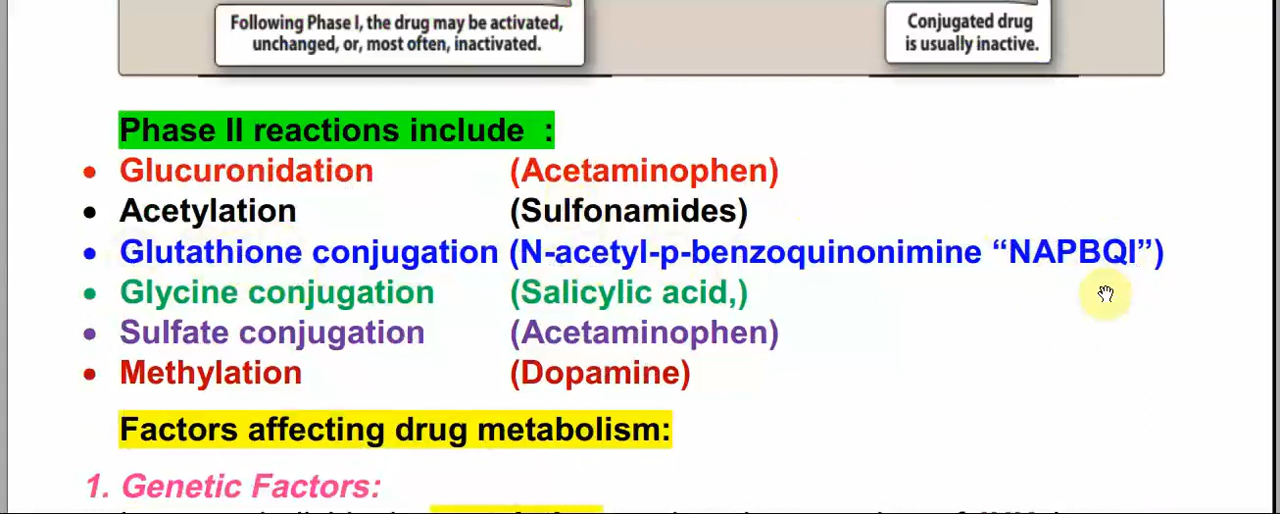 Following Phase I, the drug may be activated,
unchanged, or, most often, inactivated.
Conjugated drug
is usually inactive.
Phase II reactions include :
• Glucuronidation (Acetaminophen)
• Acetylation (Sulfonamides)
• Glutathione conjugation (N-acetyl-p-benzoquinonimine “NAPBQI”)
• Glycine conjugation (Salicylic acid,)
• Sulfate conjugation (Acetaminophen)
• Methylation (Dopamine)
Factors affecting drug metabolism:
1. Genetic Factors: